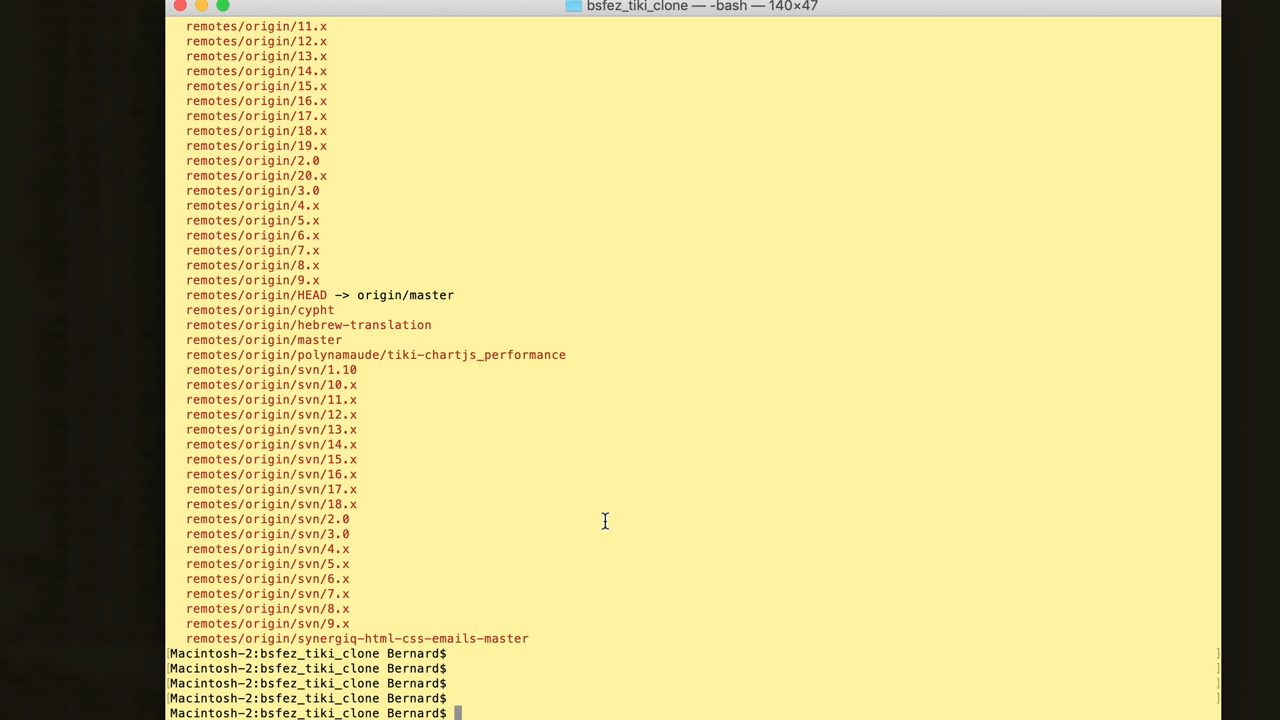 bsfez_tiki_clone — -bash — 140×47
remotes/origin/11.x
remotes/origin/12.x
remotes/origin/13.x
remotes/origin/14.x
remotes/origin/15.x
remotes/origin/16.x
remotes/origin/17.x
remotes/origin/18.x
remotes/origin/19.x
remotes/origin/2.0
remotes/origin/20.x
remotes/origin/3.0
remotes/origin/4.x
remotes/origin/5.x
remotes/origin/6.x
remotes/origin/7.x
remotes/origin/8.x
remotes/origin/9.x
remotes/origin/HEAD -> origin/master
remotes/origin/cypht
remotes/origin/hebrew-translation
remotes/origin/master
remotes/origin/polynamaude/tiki-chartjs_performance
remotes/origin/svn/1.10
remotes/origin/svn/10.x
remotes/origin/svn/11.x
remotes/origin/svn/12.x
remotes/origin/svn/13.x
remotes/origin/svn/14.x
remotes/origin/svn/15.x
remotes/origin/svn/16.x
remotes/origin/svn/17.x
remotes/origin/svn/18.x
remotes/origin/svn/2.0
remotes/origin/svn/3.0
remotes/origin/svn/4.x
remotes/origin/svn/5.x
remotes/origin/svn/6.x
remotes/origin/svn/7.x
remotes/origin/svn/8.x
remotes/origin/svn/9.x
remotes/origin/synergiq-html-css-emails-master
[Macintosh-2:bsfez_tiki_clone Bernard$ ]
[Macintosh-2:bsfez_tiki_clone Bernard$ ]
[Macintosh-2:bsfez_tiki_clone Bernard$ ]
[Macintosh-2:bsfez_tiki_clone Bernard$ ]
Macintosh-2:bsfez_tiki_clone Bernard$